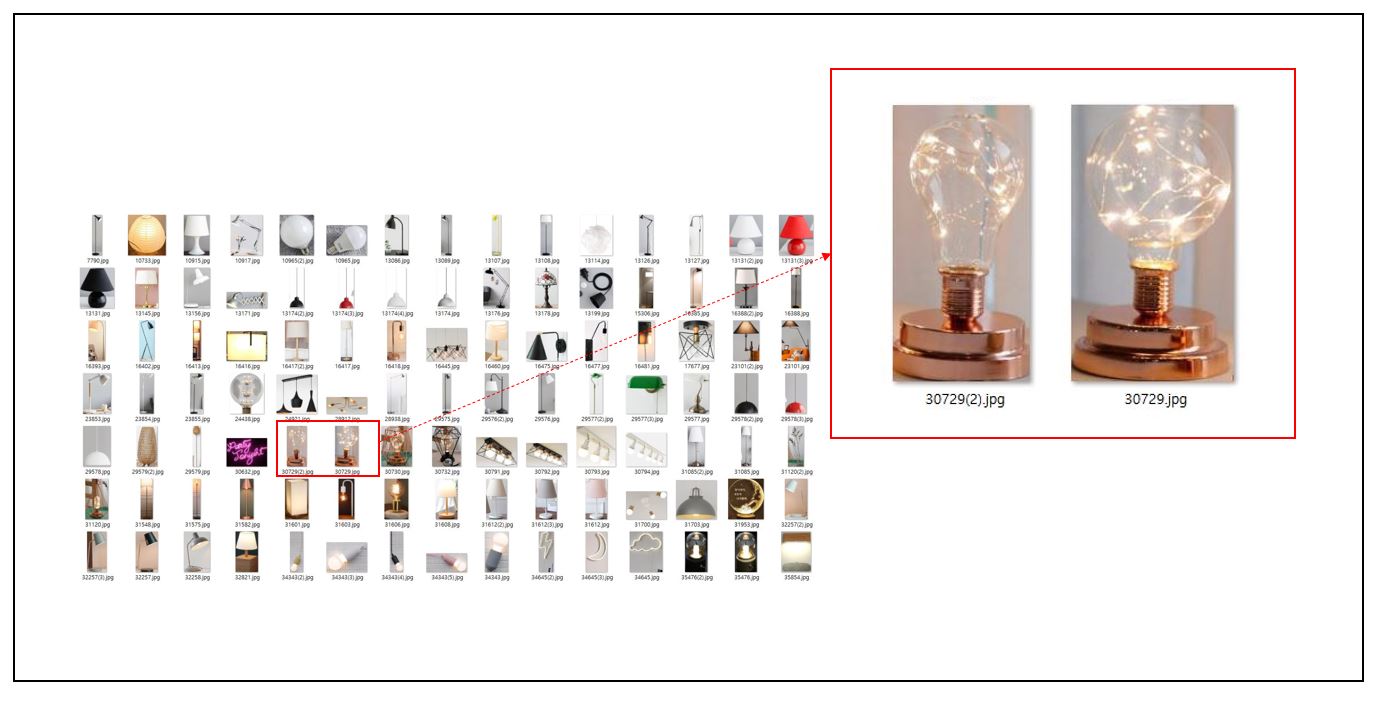 7790.jpg 10733.jpg 10915.jpg 10917.jpg 10965(2).jpg 10965.jpg 13086.jpg 13089.jpg 13107.jpg 13108.jpg 13114.jpg 13126.jpg 13127.jpg 13131(2).jpg 13131(3).jpg
13131.jpg 13145.jpg 13156.jpg 13171.jpg 13174(2).jpg 13174(3).jpg 13174(4).jpg 13174.jpg 13176.jpg 13178.jpg 13199.jpg 15306.jpg 16385.jpg 16388(2).jpg 16388.jpg
16393.jpg 16402.jpg 16413.jpg 16416.jpg 16417(2).jpg 16417.jpg 16418.jpg 16445.jpg 16460.jpg 16475.jpg 16477.jpg 16481.jpg 17677.jpg 23101(2).jpg 23101.jpg
23853.jpg 23854.jpg 23855.jpg 24438.jpg 28938.jpg 29575.jpg 29576(2).jpg 29576.jpg 29577(2).jpg 29577(3).jpg 29577.jpg 29578(2).jpg 29578(3).jpg
Party Tonight
29578.jpg 29579(2).jpg 29579.jpg 30632.jpg 30729(2).jpg 30729.jpg 30730.jpg 30732.jpg 30791.jpg 30792.jpg 30793.jpg 30794.jpg 31085(2).jpg 31085.jpg 31120(2).jpg
31120.jpg 31548.jpg 31575.jpg 31582.jpg 31601.jpg 31603.jpg 31606.jpg 31608.jpg 31612(2).jpg 31612(3).jpg 31612.jpg 31700.jpg 31703.jpg 31953.jpg 32257(2).jpg
32257(3).jpg 32257.jpg 32258.jpg 32821.jpg 34343(2).jpg 34343(3).jpg 34343(4).jpg 34343(5).jpg 34343.jpg 34645(2).jpg 34645(3).jpg 34645.jpg 35476(2).jpg 35476.jpg 35854.jpg
30729(2).jpg 30729.jpg